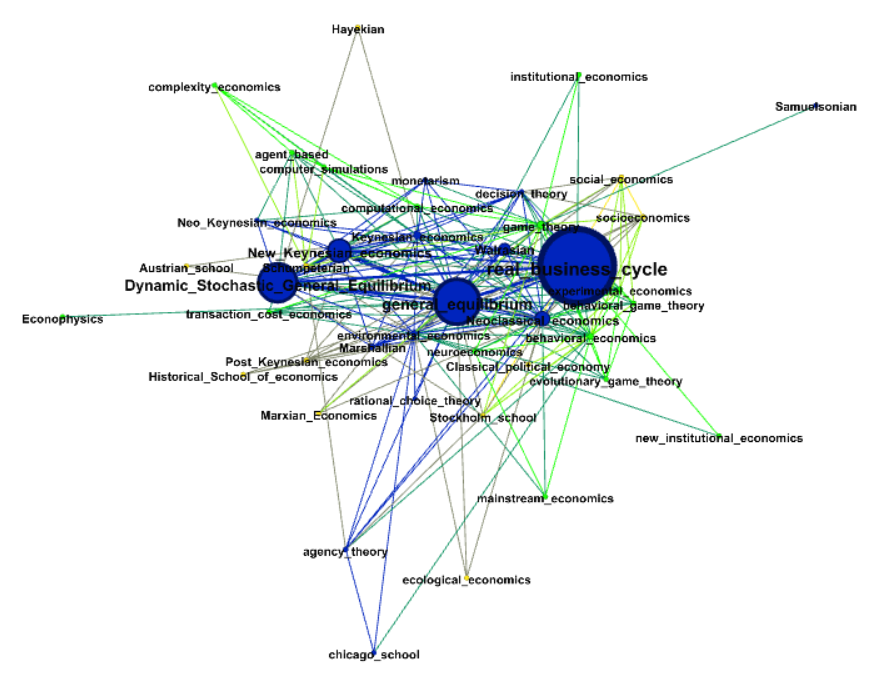 Hayekian
institutional_economics
complexity_economics
Samuelsonian
agent_based
computer_simulations
monetarism
social_economics
decision_theory
computational_economics
socioeconomics
Neo_Keynesian_economics
game_theory
Keynesian_economics
New_Keynesian_economics
Walrasian
Austrian_school
Schumpeterian
real_business_cycle
Dynamic_Stochastic_General_Equilibrium
experimental_economics
general_equilibrium
behavioral_game_theory
transaction_cost_economics
Econophysics
Neoclassical_economics
environmental_economics
behavioral_economics
Marshallian
neuroeconomics
Post_Keynesian_economics
Classical_political_economy
Historical_School_of_economics
evolutionary_game_theory
rational_choice_theory
Marxian_Economics
Stockholm_school
new_institutional_economics
mainstream_economics
agency_theory
ecological_economics
chicago_school